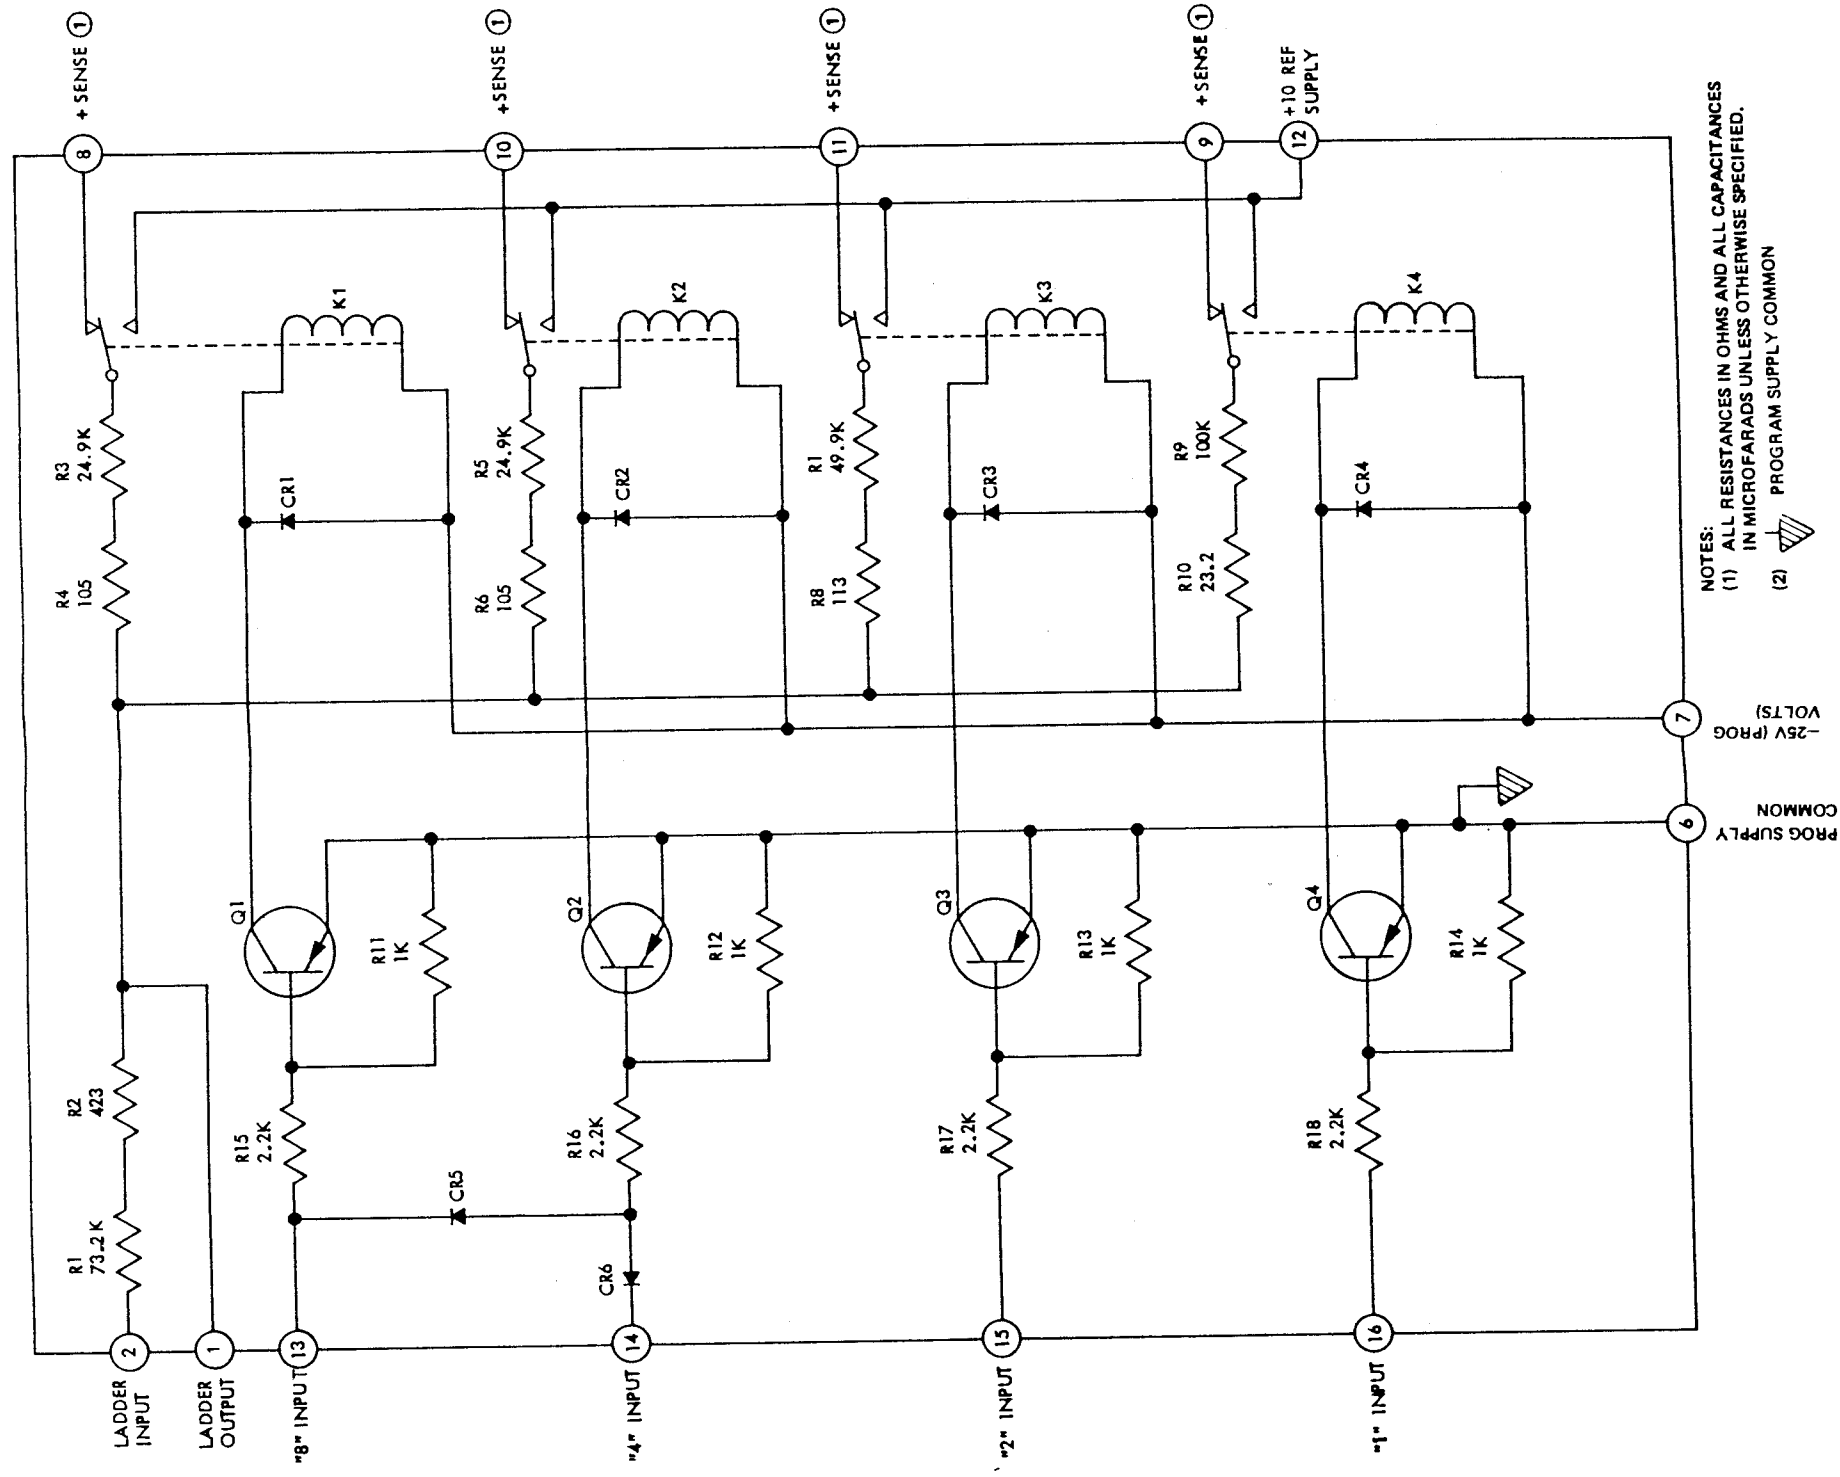 +SENSE ①
8
+SENSE ①
10
+SENSE ①
11
+SENSE ①
9
+10 REF
SUPPLY
12
R3
24.9K
R4
105
K1
CR1
R5
24.9K
R6
105
K2
CR2
R1
49.9K
R8
113
K3
CR3
R9
100K
R10
23.2
K4
CR4
Q1
R11
1K
Q2
R12
1K
Q3
R13
1K
Q4
R14
1K
R2
423
R1
73.2K
R15
2.2K
R16
2.2K
R17
2.2K
R18
2.2K
CR5
CR6
2
LADDER
INPUT
1
LADDER
OUTPUT
13
"8" INPUT
14
"4" INPUT
15
"2" INPUT
16
"1" INPUT
7
-25V (PROG
VOLTS)
6
PROG SUPPLY
COMMON
NOTES:
(1) ALL RESISTANCES IN OHMS AND ALL CAPACITANCES
IN MICROFARADS UNLESS OTHERWISE SPECIFIED.
(2) PROGRAM SUPPLY COMMON